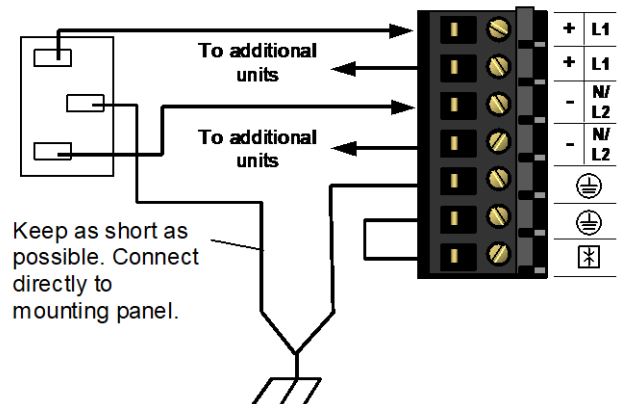 + L1
To additional
units
+ L1
- N/
L2
To additional
units
- N/
L2
Keep as short as
possible. Connect
directly to
mounting panel.